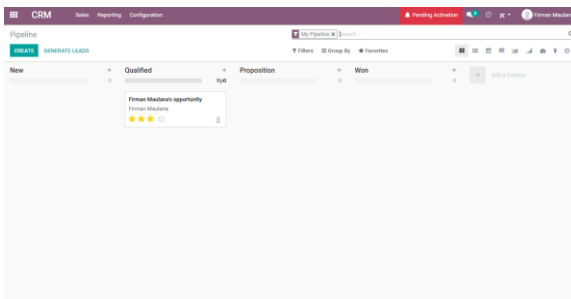 CRM Sales Reporting Configuration Pending Activation Firman Maulana
Pipeline My Pipeline × Search...
CREATE GENERATE LEADS Filters Group By Favorites
New + Qualified + Proposition + Won + + Add a Column
0 Rp0 0 0
Firman Maulana's opportunity
Firman Maulana